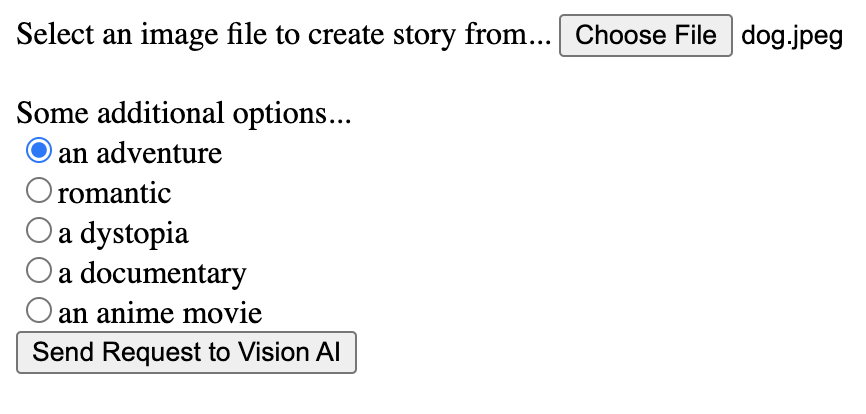 Select an image file to create story from... Choose File dog.jpeg
Some additional options...
an adventure
romantic
a dystopia
a documentary
an anime movie
Send Request to Vision AI